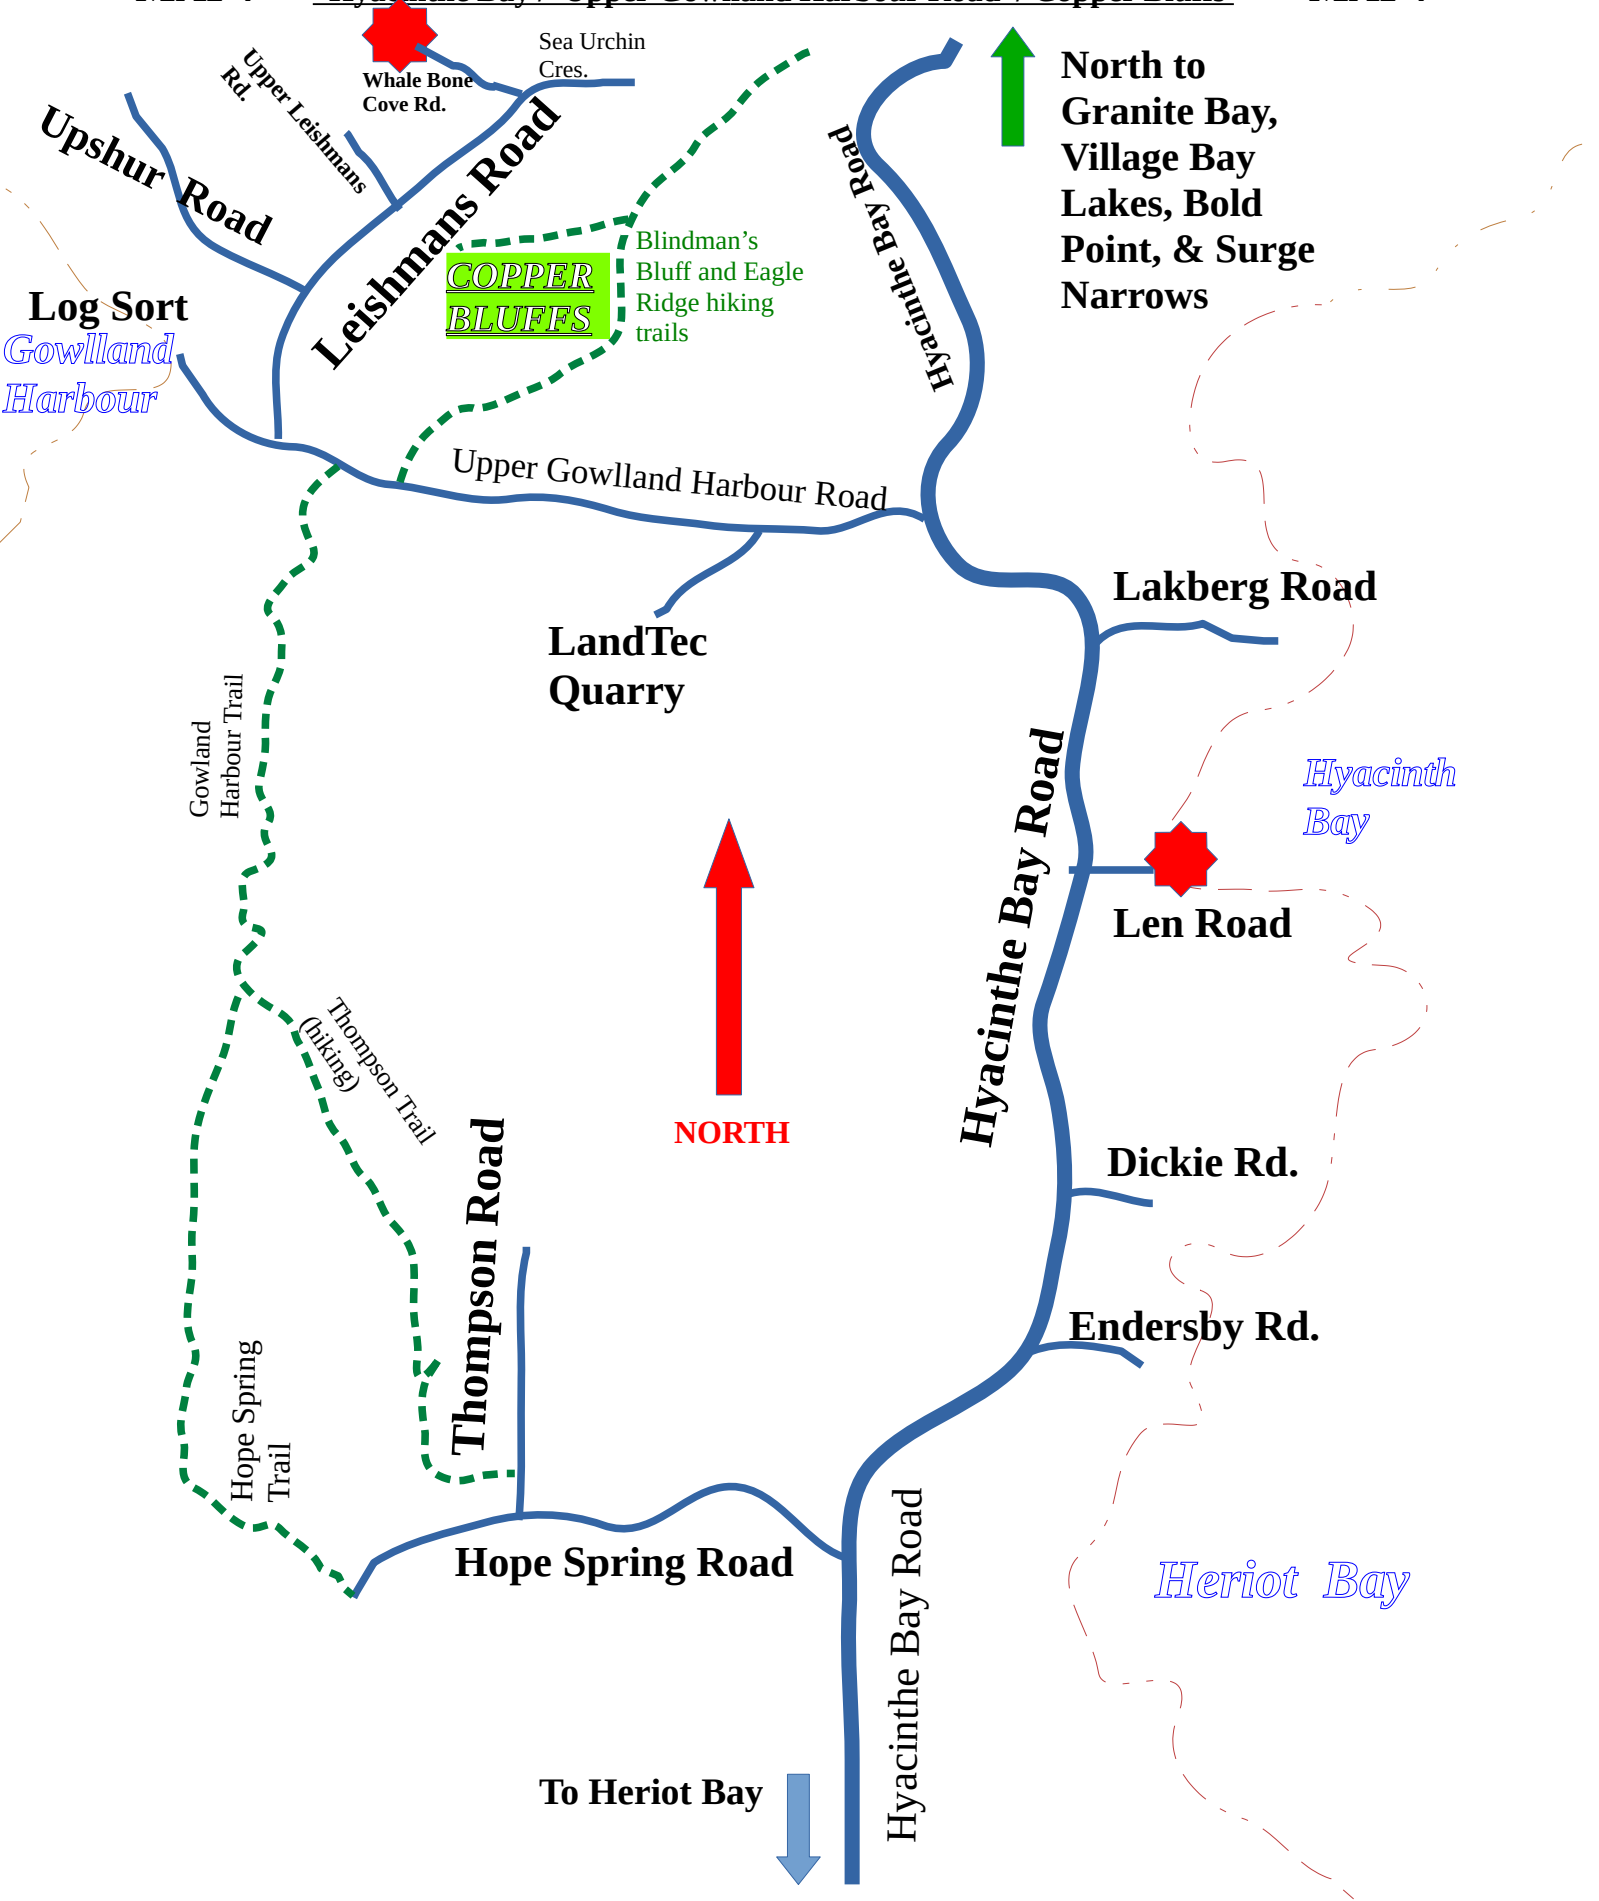 Sea Urchin
Cres.
Whale Bone
Cove Rd.
Upper Leishmans
Rd.
Upshur Road
Leishmans Road
Hyacinthe Bay Road
North to
Granite Bay,
Village Bay
Lakes, Bold
Point, & Surge
Narrows
Blindman’s
Bluff and Eagle
Ridge hiking
trails
COPPER
BLUFFS
Log Sort
Gowlland
Harbour
Upper Gowlland Harbour Road
Lakberg Road
LandTec
Quarry
Gowland
Harbour Trail
Hyacinthe Bay Road
Hyacinth
Bay
Len Road
Thompson Trail
(hiking)
NORTH
Thompson Road
Dickie Rd.
Endersby Rd.
Hope Spring
Trail
Hope Spring Road
Hyacinthe Bay Road
Heriot Bay
To Heriot Bay